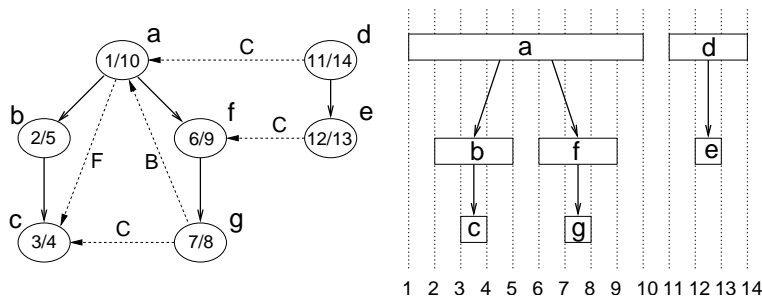 a C d
1/10 11/14
b f e
2/5 6/9 C 12/13
F B
c g
3/4 C 7/8
a d
b f e
c g
1 2 3 4 5 6 7 8 9 10 11 12 13 14